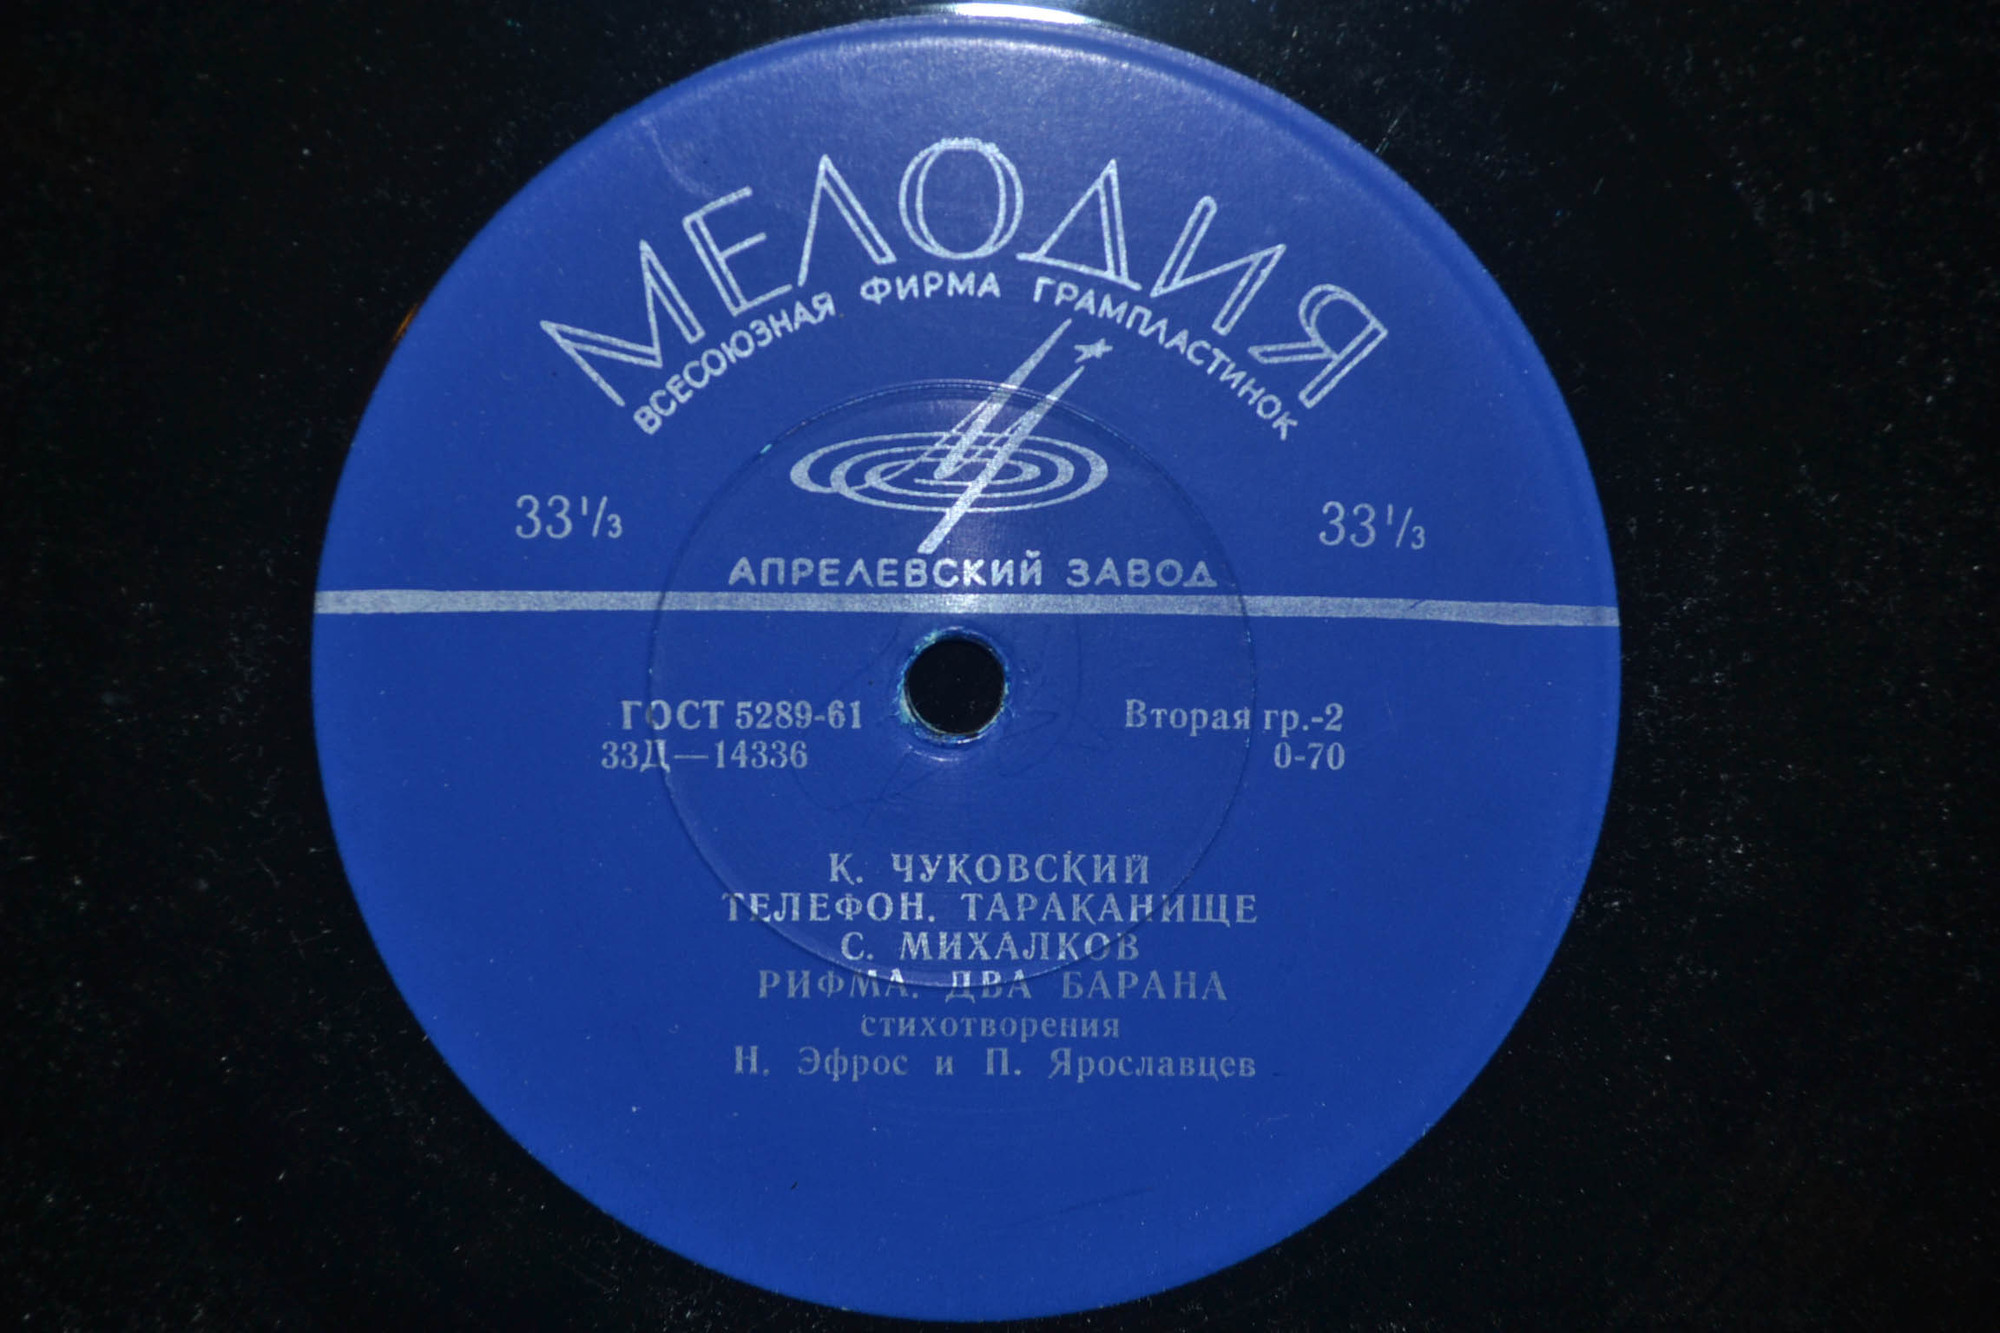 МЕЛОДИЯ
ВСЕСОЮЗНАЯ ФИРМА ГРАМПЛАСТИНОК
33⅓ 33⅓
АПРЕЛЕВСКИЙ ЗАВОД
ГОСТ 5289-61 Вторая гр.-2
33Д—14336 0-70
К. ЧУКОВСКИЙ
ТЕЛЕФОН. ТАРАКАНИЩЕ
С. МИХАЛКОВ
РИФМА. ДВА БАРАНА
стихотворения
Н. Эфрос и П. Ярославцев